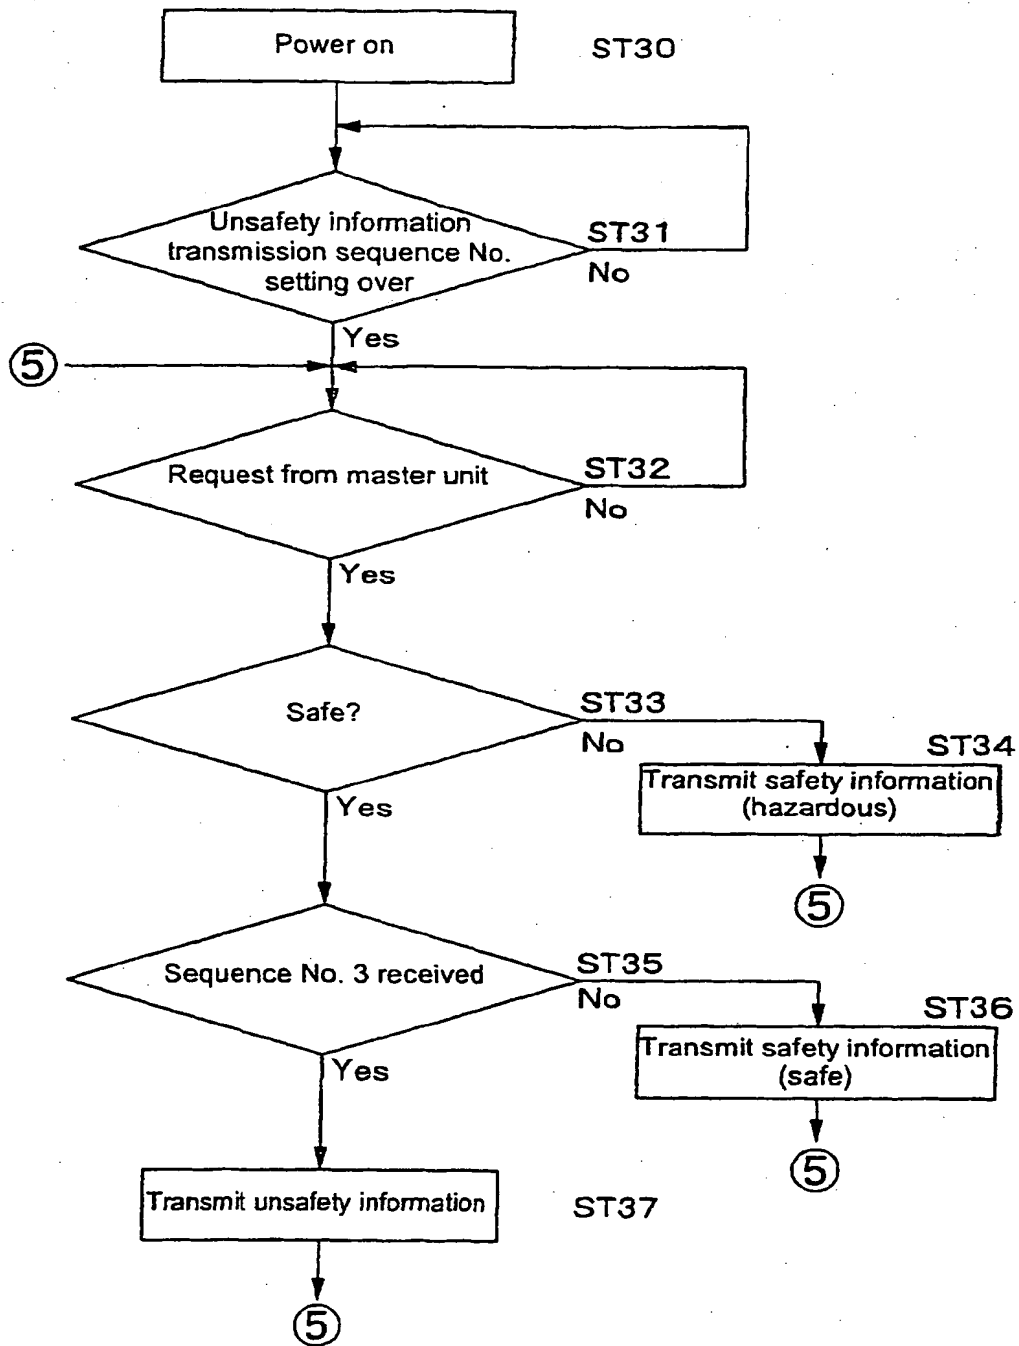 Power on
ST30
Unsafety information
transmission sequence No.
setting over
ST31
No
Yes
5
Request from master unit
ST32
No
Yes
Safe?
ST33
No
ST34
Transmit safety information
(hazardous)
5
Yes
Sequence No. 3 received
ST35
No
ST36
Transmit safety information
(safe)
5
Yes
Transmit unsafety information
ST37
5